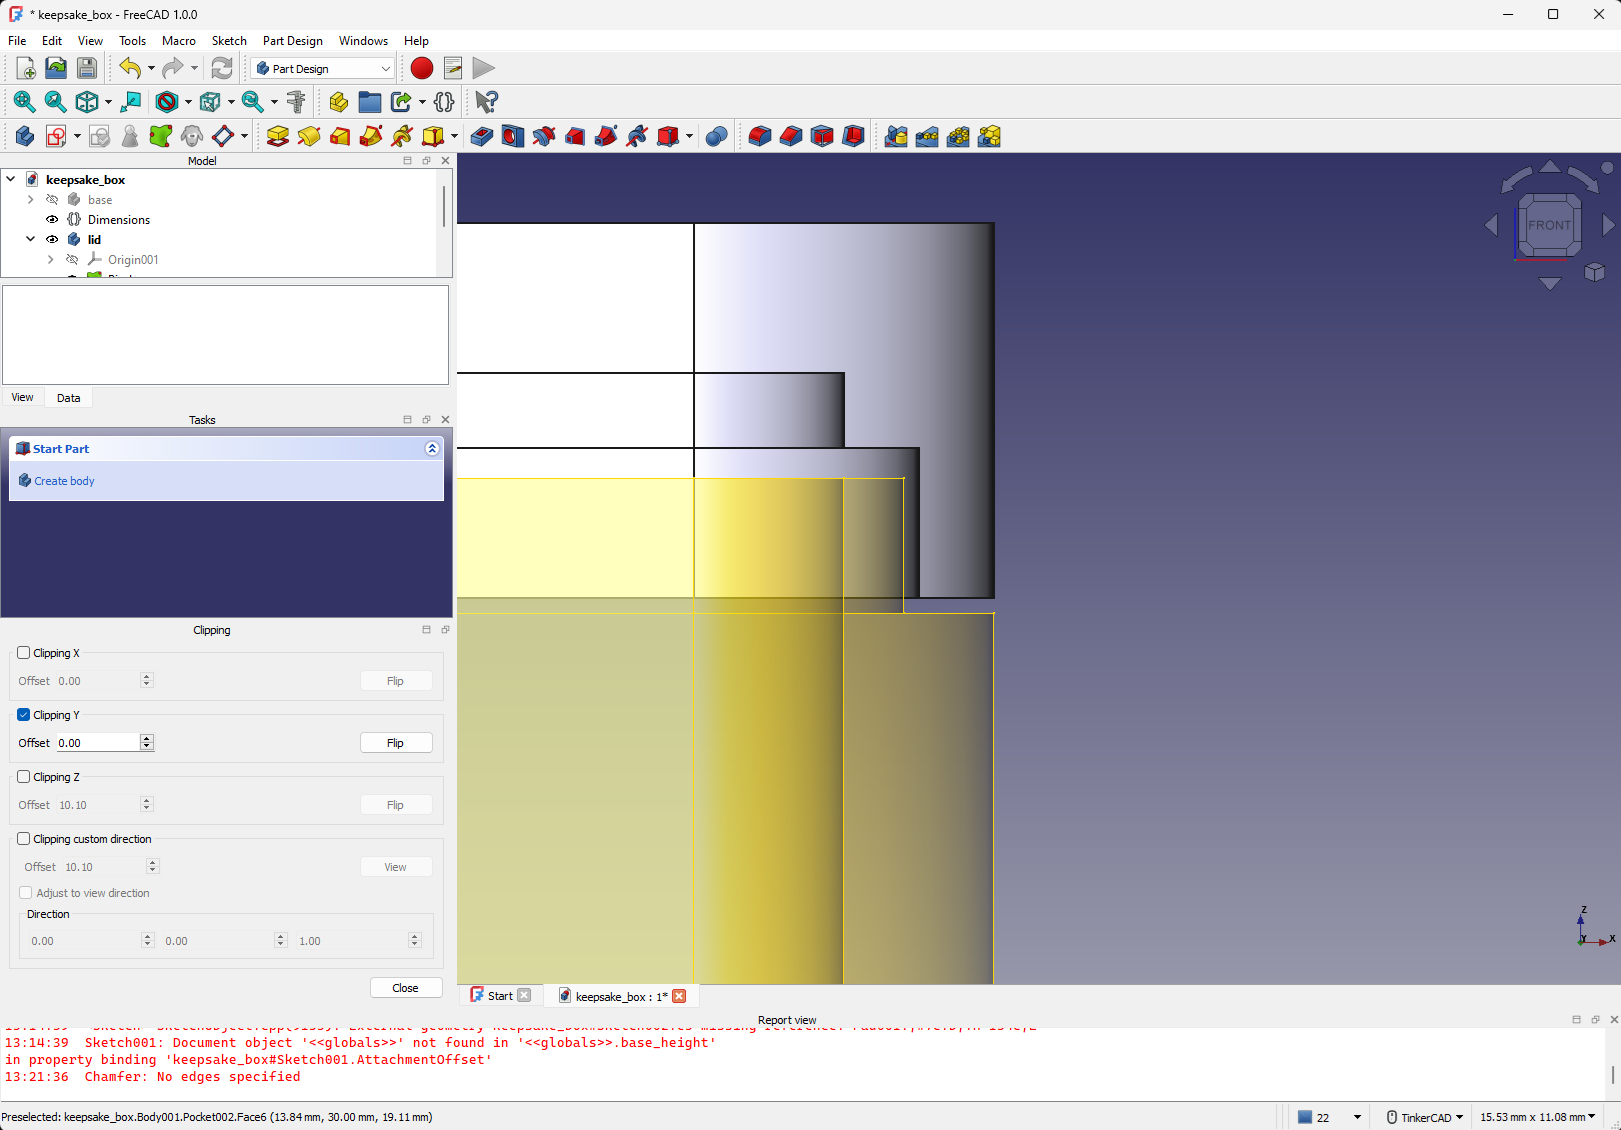 * keepsake_box - FreeCAD 1.0.0
File Edit View Tools Macro Sketch Part Design Windows Help
Part Design
Model
keepsake_box
base
Dimensions
lid
Origin001
View Data
Tasks
Start Part
Create body
Clipping
Clipping X
Offset 0.00 Flip
Clipping Y
Offset 0.00 Flip
Clipping Z
Offset 10.10 Flip
Clipping custom direction
Offset 10.10 View
Adjust to view direction
Direction
0.00 0.00 1.00
Close
FRONT
Z
Y X
Start keepsake_box : 1*
Report view
13:14:39 Sketch001: Document object '<<globals>>' not found in '<<globals>>.base_height'
in property binding 'keepsake_box#Sketch001.AttachmentOffset'
13:21:36 Chamfer: No edges specified
Preselected: keepsake_box.Body001.Pocket002.Face6 (13.84 mm, 30.00 mm, 19.11 mm)
22 TinkerCAD 15.53 mm x 11.08 mm